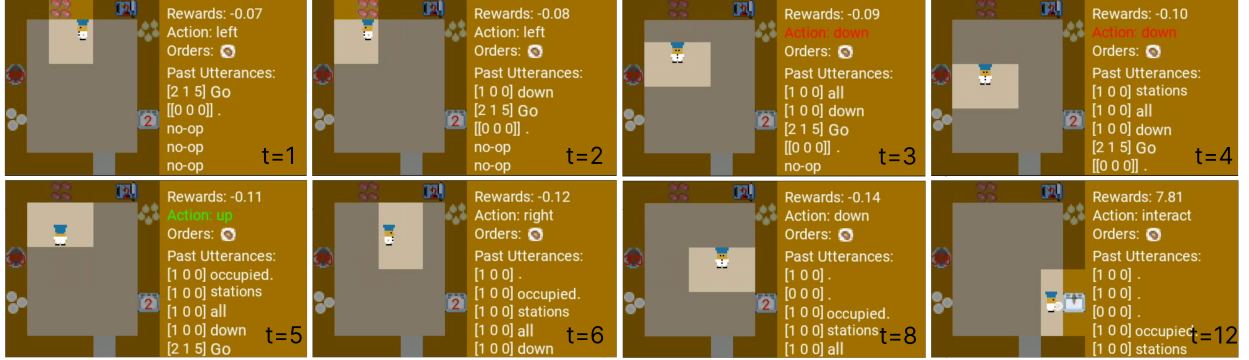 Rewards: -0.07
Action: left
Orders:
Past Utterances:
[2 1 5] Go
[[0 0 0]] .
no-op
no-op
no-op
2
t=1
Rewards: -0.08
Action: left
Orders:
Past Utterances:
[1 0 0] down
[2 1 5] Go
[[0 0 0]] .
no-op
no-op
2
t=2
Rewards: -0.09
Action: down
Orders:
Past Utterances:
[1 0 0] all
[1 0 0] down
[2 1 5] Go
[[0 0 0]] .
no-op
2
t=3
Rewards: -0.10
Action: down
Orders:
Past Utterances:
[1 0 0] stations
[1 0 0] all
[1 0 0] down
[2 1 5] Go
[[0 0 0]] .
2
t=4
Rewards: -0.11
Action: up
Orders:
Past Utterances:
[1 0 0] occupied.
[1 0 0] stations
[1 0 0] all
[1 0 0] down
[2 1 5] Go
2
t=5
Rewards: -0.12
Action: right
Orders:
Past Utterances:
[1 0 0] .
[1 0 0] occupied.
[1 0 0] stations
[1 0 0] all
[1 0 0] down
2
t=6
Rewards: -0.14
Action: down
Orders:
Past Utterances:
[1 0 0] .
[0 0 0] .
[1 0 0] occupied.
[1 0 0] stations
[1 0 0] all
2
t=8
Rewards: 7.81
Action: interact
Orders:
Past Utterances:
[1 0 0] .
[1 0 0] .
[0 0 0] .
[1 0 0] occupied
[1 0 0] stations
t=12